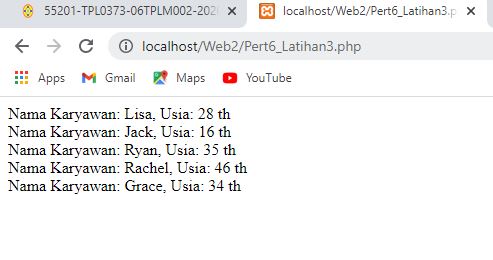 55201-TPL0373-06TPLM002-202
localhost/Web2/Pert6_Latihan3.p
localhost/Web2/Pert6_Latihan3.php
Apps Gmail Maps YouTube
Nama Karyawan: Lisa, Usia: 28 th
Nama Karyawan: Jack, Usia: 16 th
Nama Karyawan: Ryan, Usia: 35 th
Nama Karyawan: Rachel, Usia: 46 th
Nama Karyawan: Grace, Usia: 34 th